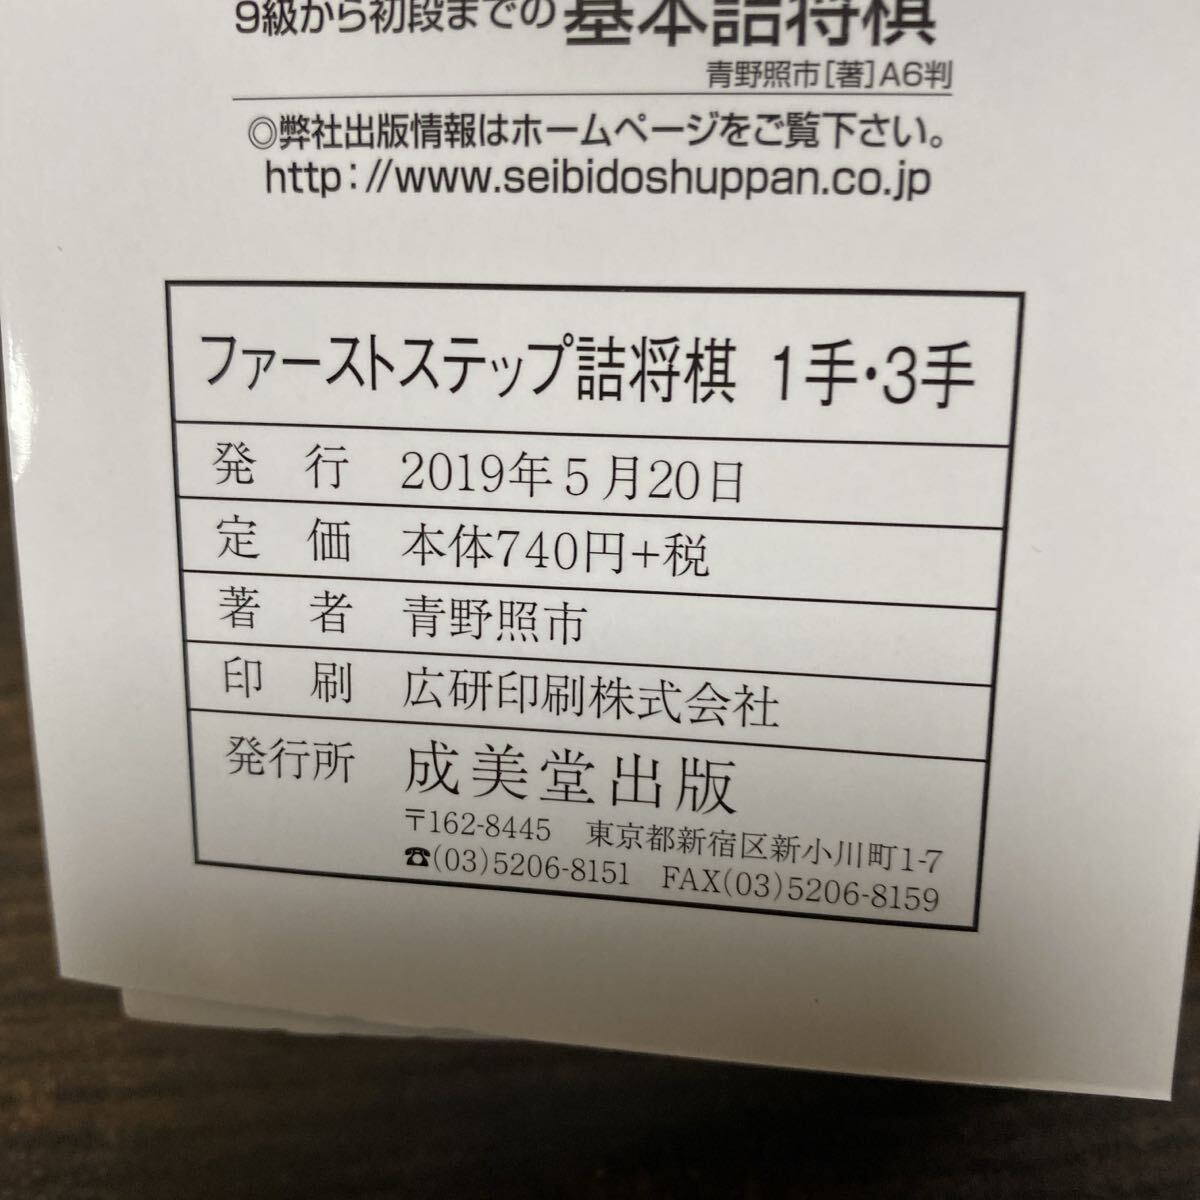 9級から初段までの 基本詰将棋
青野照市[著]A6判
◎弊社出版情報はホームページをご覧下さい。
http://www.seibidoshuppan.co.jp
ファーストステップ詰将棋 1手・3手
発 行 2019年5月20日
定 価 本体740円+税
著 者 青野照市
印 刷 広研印刷株式会社
発行所 成美堂出版
〒162-8445 東京都新宿区新小川町1-7
☎(03)5206-8151 FAX(03)5206-8159